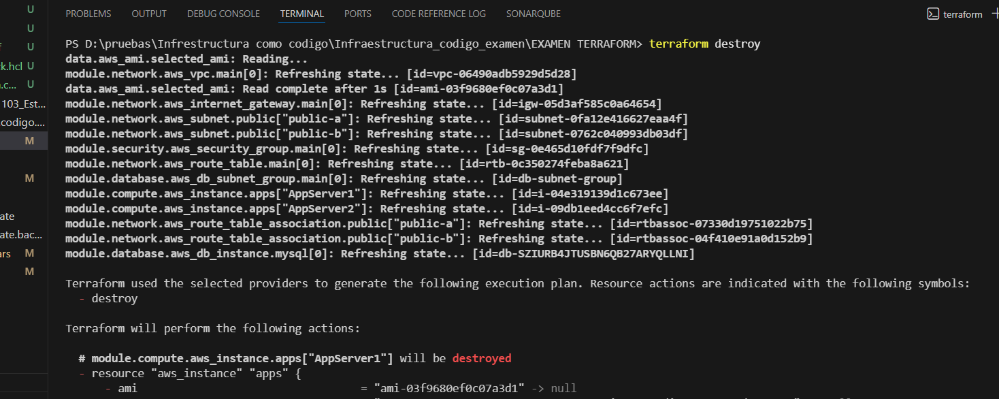 U
PROBLEMS OUTPUT DEBUG CONSOLE TERMINAL PORTS CODE REFERENCE LOG SONARQUBE terraform
U
PS D:\pruebas\Infrestructura como codigo\Infraestructura_codigo_examen\EXAMEN TERRAFORM> terraform destroy
U
data.aws_ami.selected_ami: Reading...
ck.hcl U
module.network.aws_vpc.main[0]: Refreshing state... [id=vpc-06490adb5929d5d28]
.c... U
data.aws_ami.selected_ami: Read complete after 1s [id=ami-03f9680ef0c07a3d1]
103_Est...
module.network.aws_internet_gateway.main[0]: Refreshing state... [id=igw-05d3af585c0a64654]
.codigo....
module.network.aws_subnet.public["public-a"]: Refreshing state... [id=subnet-0fa12e416627eaa4f]
M
module.network.aws_subnet.public["public-b"]: Refreshing state... [id=subnet-0762c040993db03df]
module.security.aws_security_group.main[0]: Refreshing state... [id=sg-0e465d10fdf7f9dfc]
module.network.aws_route_table.main[0]: Refreshing state... [id=rtb-0c350274feba8a621]
M
module.database.aws_db_subnet_group.main[0]: Refreshing state... [id=db-subnet-group]
module.compute.aws_instance.apps["AppServer1"]: Refreshing state... [id=i-04e319139d1c673ee]
module.compute.aws_instance.apps["AppServer2"]: Refreshing state... [id=i-09db1eed4cc6f7efc]
ate
module.network.aws_route_table_association.public["public-a"]: Refreshing state... [id=rtbassoc-07330d19751022b75]
ate.bac...
module.network.aws_route_table_association.public["public-b"]: Refreshing state... [id=rtbassoc-04f410e91a0d152b9]
ars M
module.database.aws_db_instance.mysql[0]: Refreshing state... [id=db-SZIURB4JTUSBN6QB27ARYQLLNI]
M
Terraform used the selected providers to generate the following execution plan. Resource actions are indicated with the following symbols:
- destroy
Terraform will perform the following actions:
# module.compute.aws_instance.apps["AppServer1"] will be destroyed
- resource "aws_instance" "apps" {
- ami = "ami-03f9680ef0c07a3d1" -> null